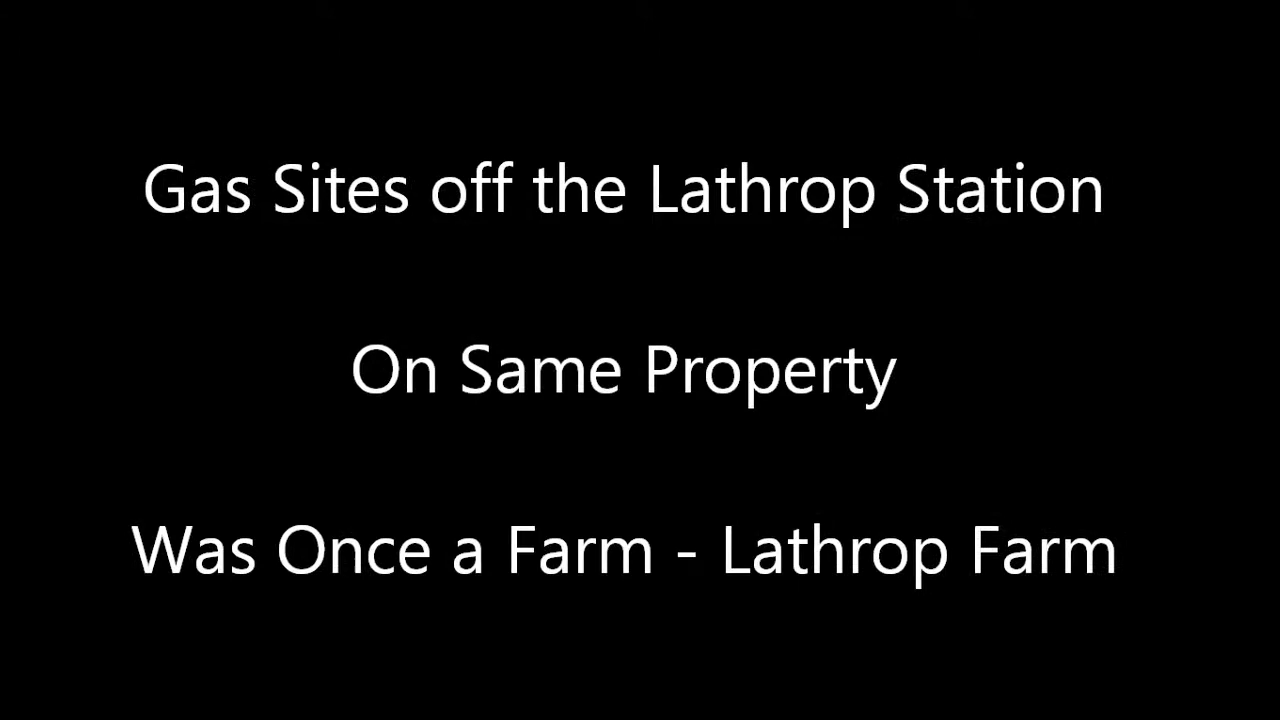 Gas Sites off the Lathrop Station
On Same Property
Was Once a Farm - Lathrop Farm